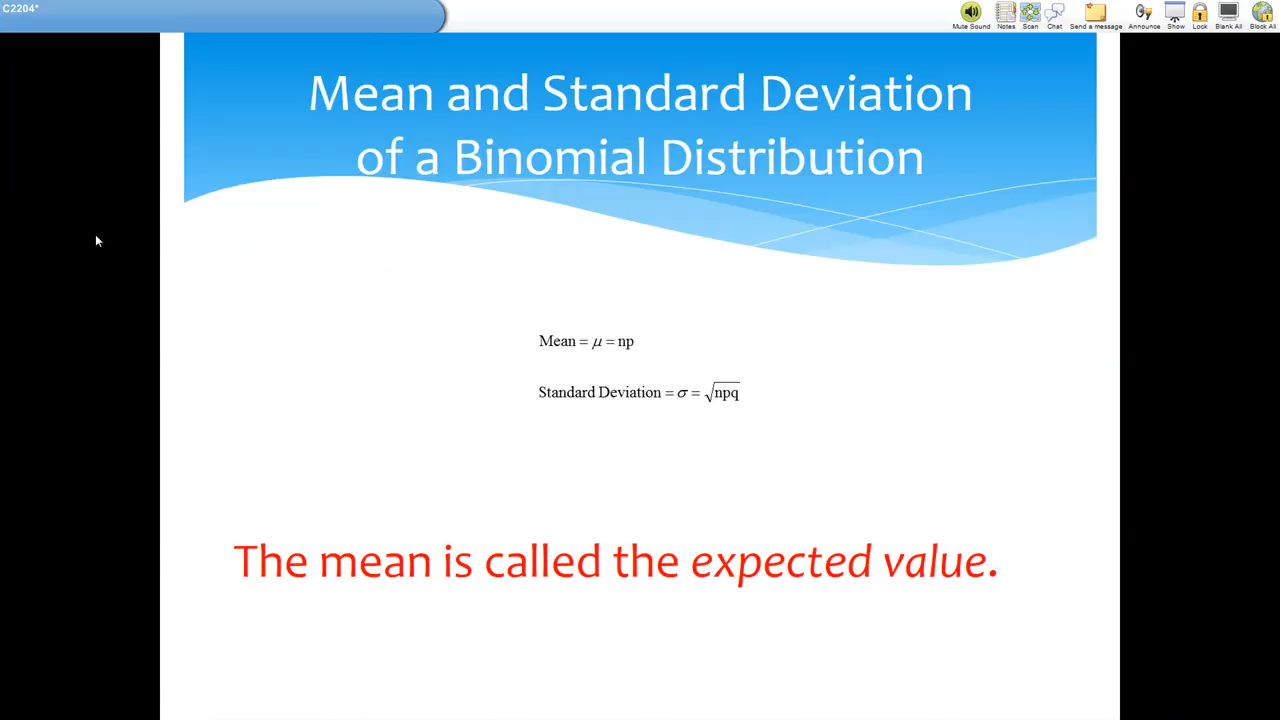 C2204*
Mute Sound Notes Scan Chat Send a message Announce Show Lock Blank All Block All
Mean and Standard Deviation
of a Binomial Distribution
Mean = μ = np
Standard Deviation = σ = √npq
The mean is called the expected value.